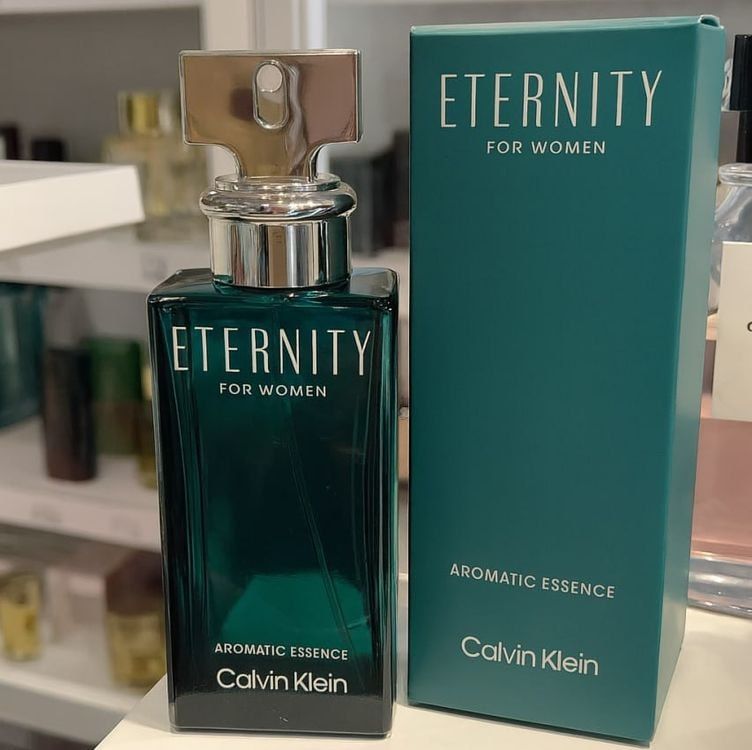 ETERNITY
FOR WOMEN
AROMATIC ESSENCE
Calvin Klein
ETERNITY
FOR WOMEN
AROMATIC ESSENCE
Calvin Klein